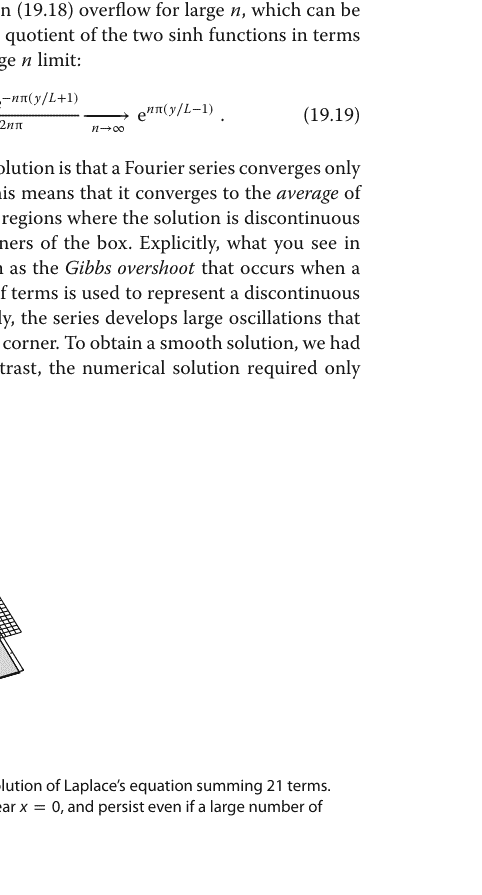 n (19.18) overflow for large n, which can be
quotient of the two sinh functions in terms
ge n limit:
−nπ(y/L+1)
2nπ ⟶ n→∞ e^{nπ(y/L−1)} . (19.19)
olution is that a Fourier series converges only
his means that it converges to the average of
regions where the solution is discontinuous
ners of the box. Explicitly, what you see in
n as the Gibbs overshoot that occurs when a
f terms is used to represent a discontinuous
ly, the series develops large oscillations that
corner. To obtain a smooth solution, we had
trast, the numerical solution required only
olution of Laplace’s equation summing 21 terms.
ear x = 0, and persist even if a large number of